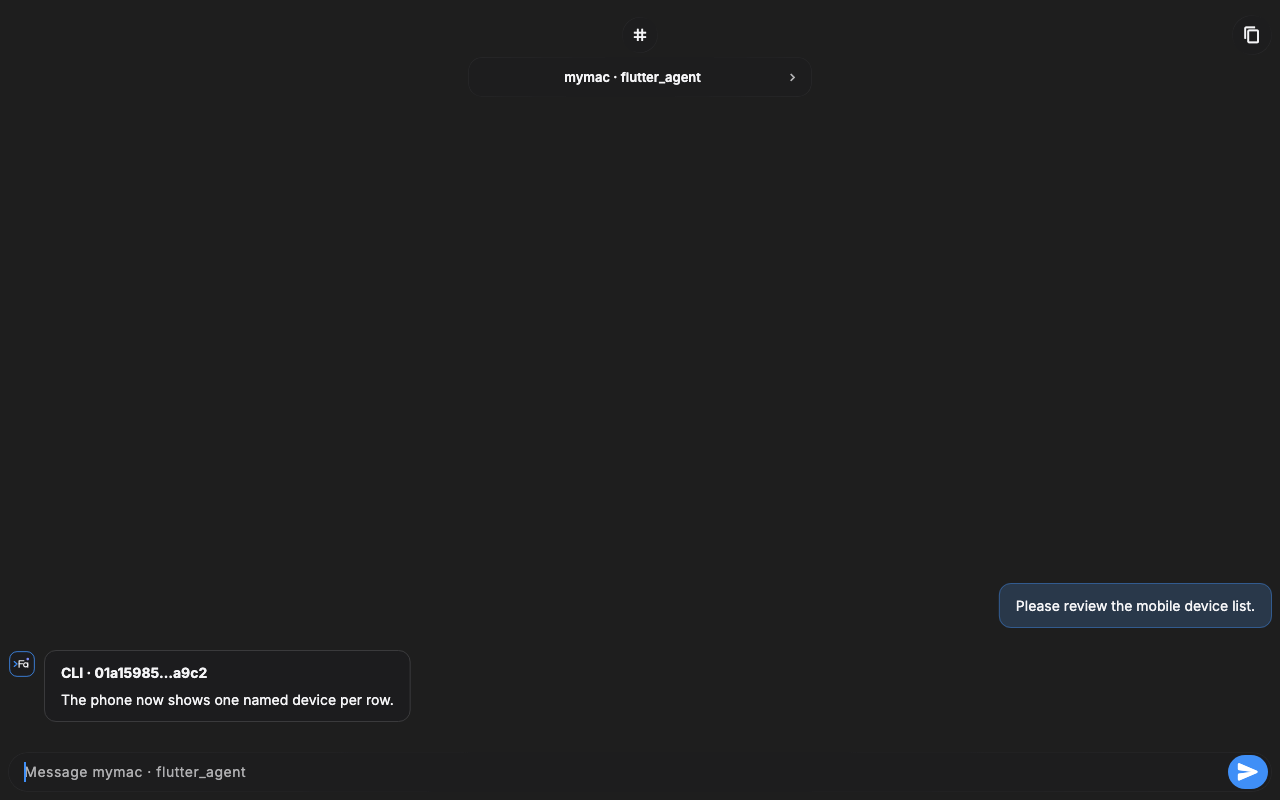 #
mymac · flutter_agent
Please review the mobile device list.
>Fa
CLI · 01a15985...a9c2
The phone now shows one named device per row.
Message mymac · flutter_agent